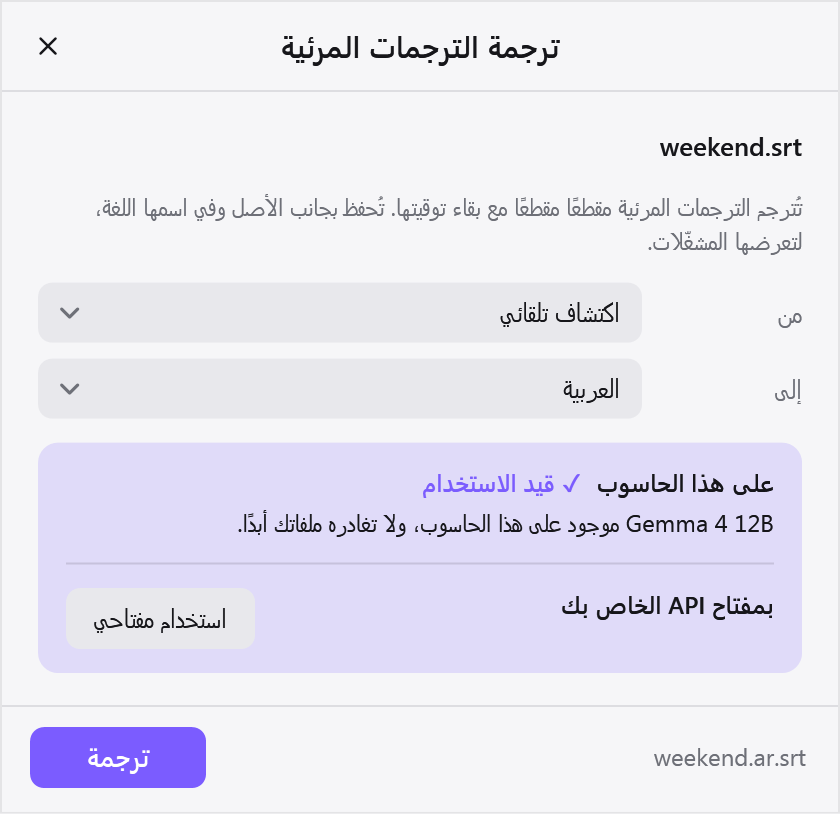 ترجمة الترجمات المرئية
weekend.srt
تُترجم الترجمات المرئية مقطعًا مقطعًا مع بقاء توقيتها. تُحفظ بجانب الأصل وفي اسمها اللغة،
لتعرضها المشغّلات.
من
اكتشاف تلقائي
إلى
العربية
على هذا الحاسوب ✓ قيد الاستخدام
Gemma 4 12B موجود على هذا الحاسوب، ولا تغادره ملفاتك أبدًا.
بمفتاح API الخاص بك
استخدام مفتاحي
weekend.ar.srt
ترجمة